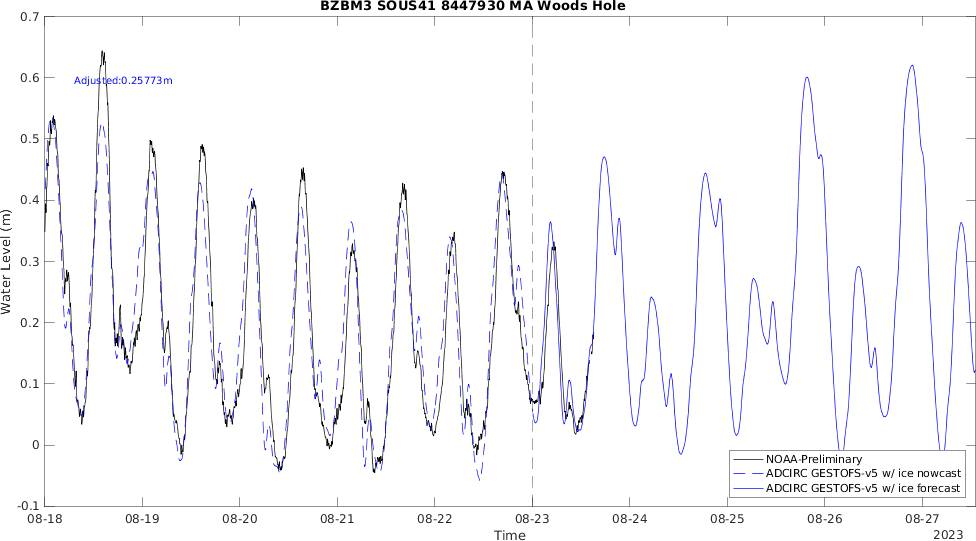 BZBM3 SOUS41 8447930 MA Woods Hole
0.7
0.6
0.5
0.4
0.3
0.2
0.1
0
-0.1
Water Level (m)
Adjusted:0.25773m
NOAA-Preliminary
ADCIRC GESTOFS-v5 w/ ice nowcast
ADCIRC GESTOFS-v5 w/ ice forecast
08-18 08-19 08-20 08-21 08-22 08-23 08-24 08-25 08-26 08-27
Time
2023